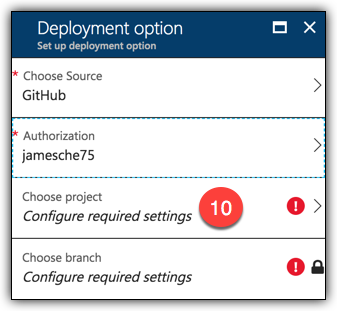 Deployment option
Set up deployment option
* Choose Source
GitHub
* Authorization
jamesche75
Choose project
Configure required settings
10
!
Choose branch
Configure required settings
!